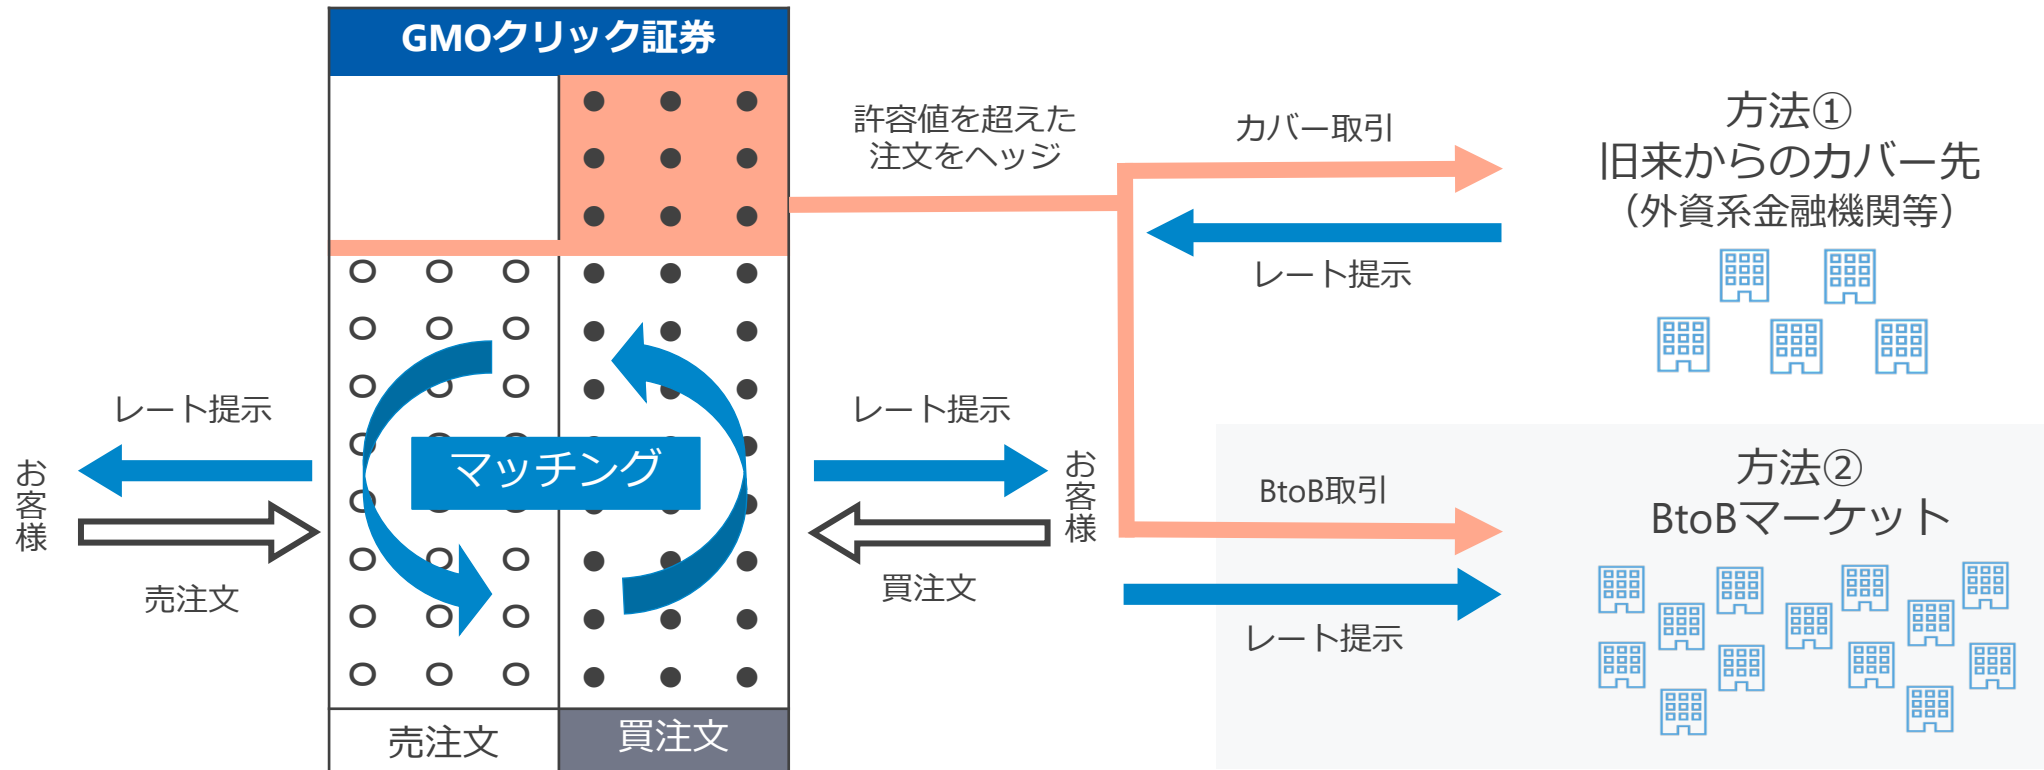 GMOクリック証券
許容値を超えた
注文をヘッジ
カバー取引
方法①
旧来からのカバー先
（外資系金融機関等）
レート提示
レート提示
お客様
売注文
マッチング
レート提示
お客様
買注文
BtoB取引
方法②
BtoBマーケット
レート提示
売注文
買注文